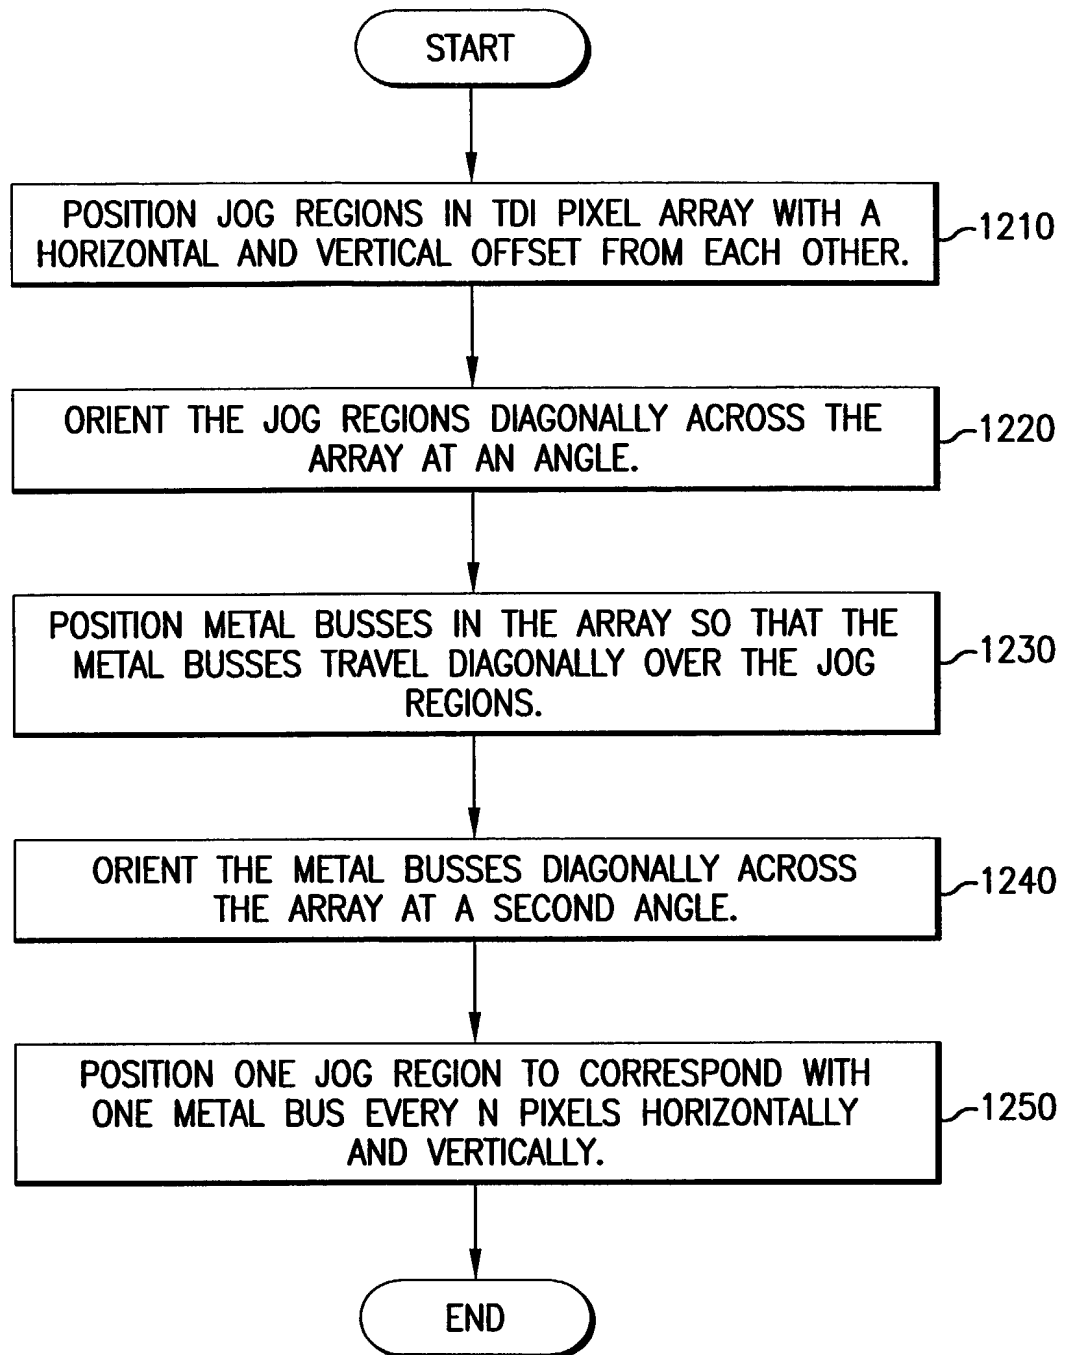 START
POSITION JOG REGIONS IN TDI PIXEL ARRAY WITH A
HORIZONTAL AND VERTICAL OFFSET FROM EACH OTHER.
1210
ORIENT THE JOG REGIONS DIAGONALLY ACROSS THE
ARRAY AT AN ANGLE.
1220
POSITION METAL BUSSES IN THE ARRAY SO THAT THE
METAL BUSSES TRAVEL DIAGONALLY OVER THE JOG
REGIONS.
1230
ORIENT THE METAL BUSSES DIAGONALLY ACROSS
THE ARRAY AT A SECOND ANGLE.
1240
POSITION ONE JOG REGION TO CORRESPOND WITH
ONE METAL BUS EVERY N PIXELS HORIZONTALLY
AND VERTICALLY.
1250
END